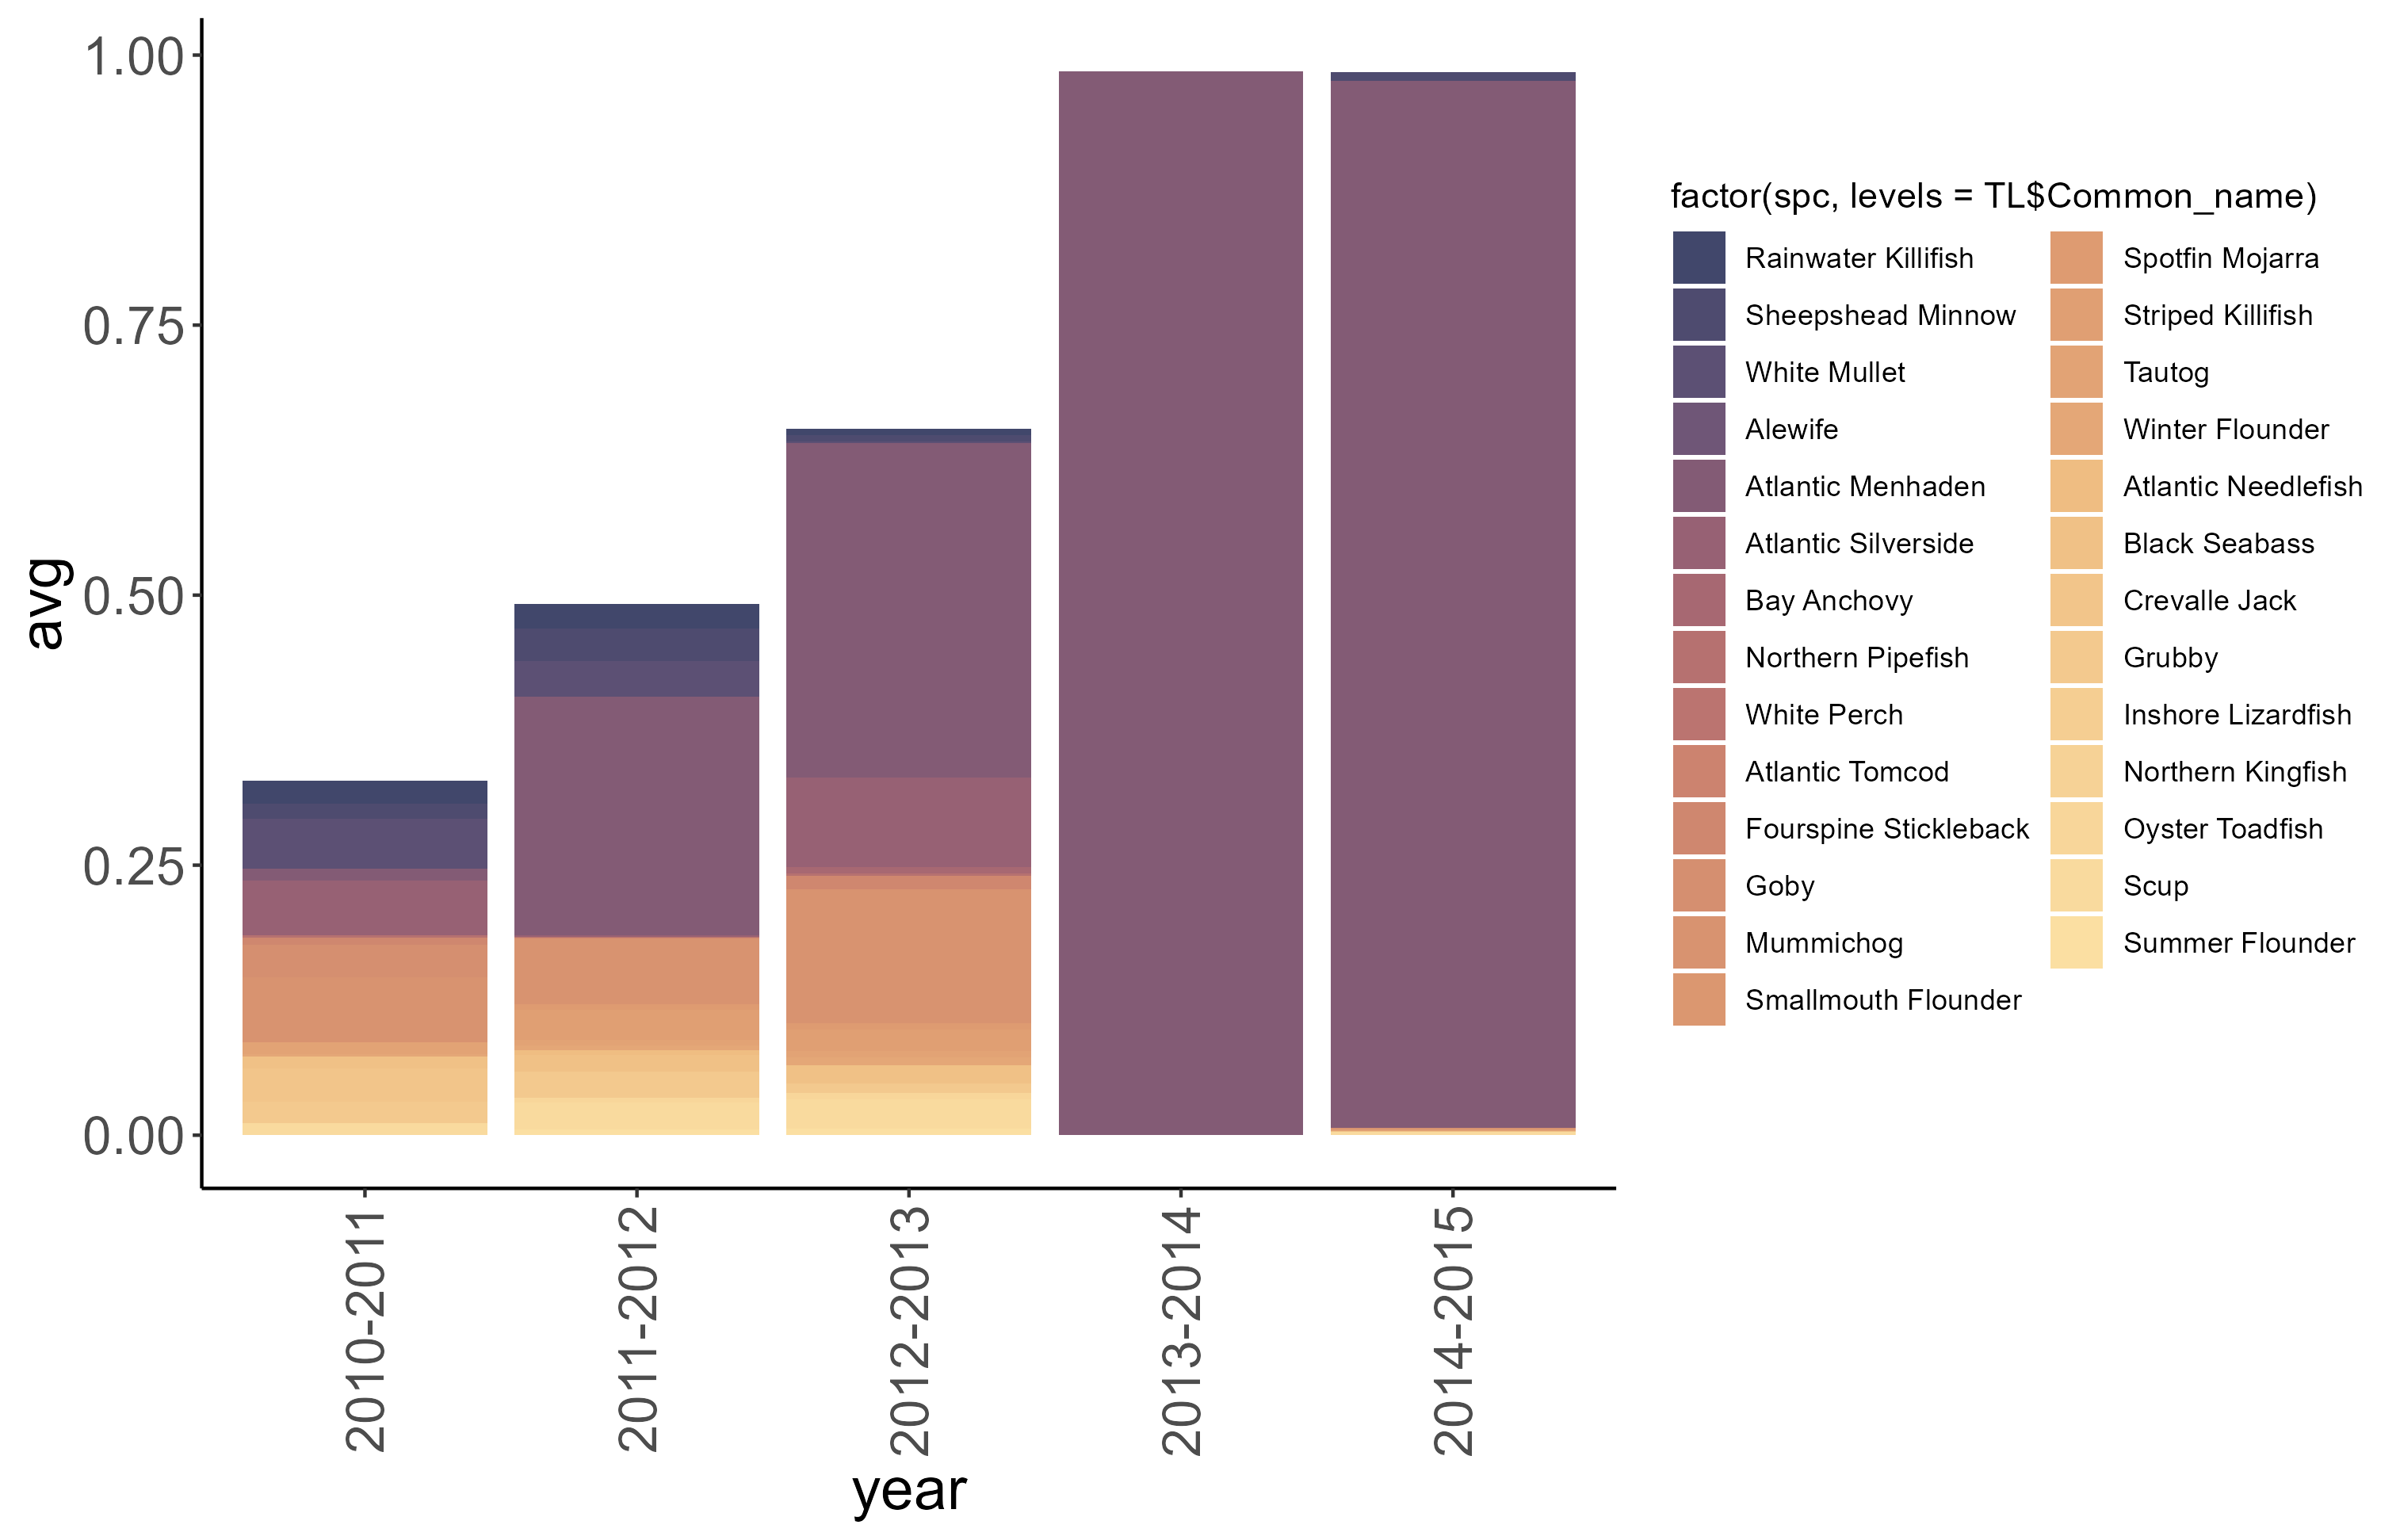 1.00
0.75
0.50
0.25
0.00
avg
2010-2011
2011-2012
2012-2013
2013-2014
2014-2015
year
factor(spc, levels = TL$Common_name)
Rainwater Killifish
Sheepshead Minnow
White Mullet
Alewife
Atlantic Menhaden
Atlantic Silverside
Bay Anchovy
Northern Pipefish
White Perch
Atlantic Tomcod
Fourspine Stickleback
Goby
Mummichog
Smallmouth Flounder
Spotfin Mojarra
Striped Killifish
Tautog
Winter Flounder
Atlantic Needlefish
Black Seabass
Crevalle Jack
Grubby
Inshore Lizardfish
Northern Kingfish
Oyster Toadfish
Scup
Summer Flounder